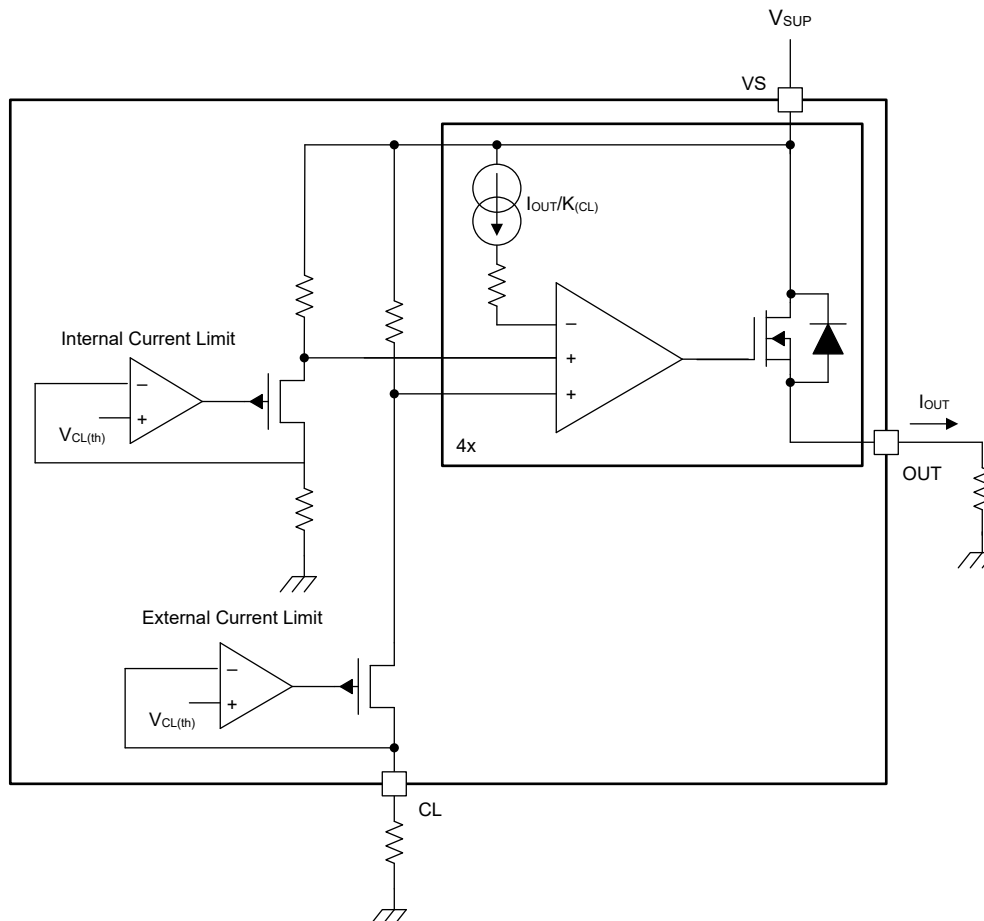 VSUP
VS
IOUT/K(CL)
Internal Current Limit
−
+
VCL(th)
−
+
+
4x
IOUT
OUT
External Current Limit
−
+
VCL(th)
CL